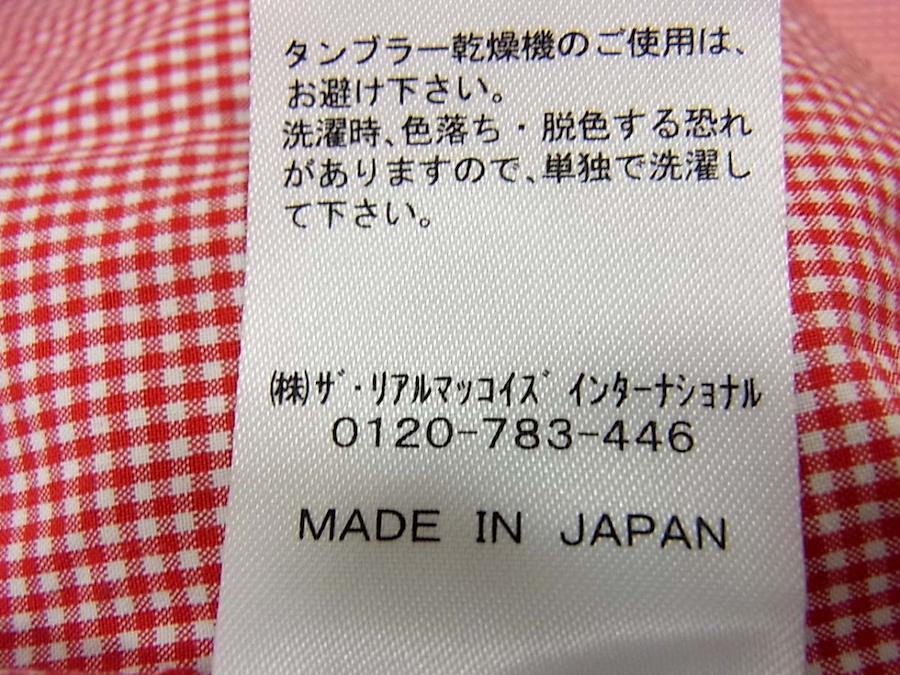 タンブラー乾燥機のご使用は、
お避け下さい。
洗濯時、色落ち・脱色する恐れ
がありますので、単独で洗濯し
て下さい。
㈱ｻﾞ・ﾘｱﾙﾏｯｺｲｽﾞ ｲﾝﾀｰﾅｼｮﾅﾙ
0120-783-446
MADE IN JAPAN